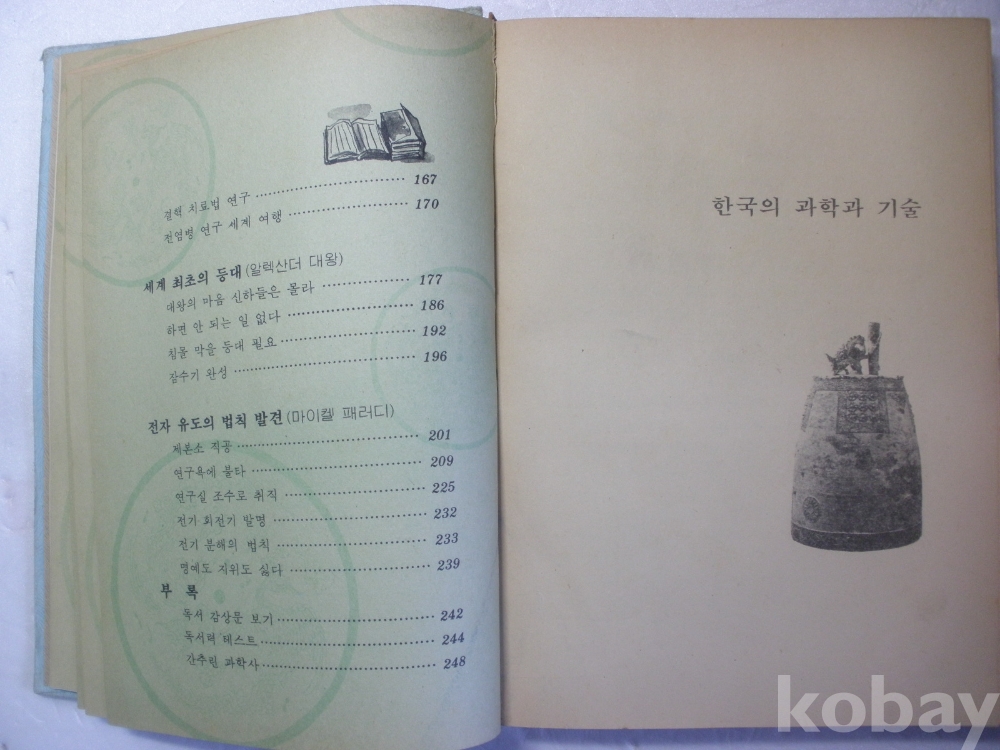 결핵 치료법 연구 167
전염병 연구 세계 여행 170
세계 최초의 등대 (알렉산더 대왕)
대왕의 마음 신하들은 몰라 177
하면 안 되는 일 없다 186
침몰 막을 등대 필요 192
잠수기 완성 196
전자 유도의 법칙 발견 (마이켈 패러디)
제본소 직공 201
연구욕에 불타 209
연구실 조수로 취직 225
전기 회전기 발명 232
전기 분해의 법칙 233
명예도 지위도 싫다 239
부 록
독서 감상문 보기 242
독서력 테스트 244
간추린 과학사 248
한국의 과학과 기술
kobay